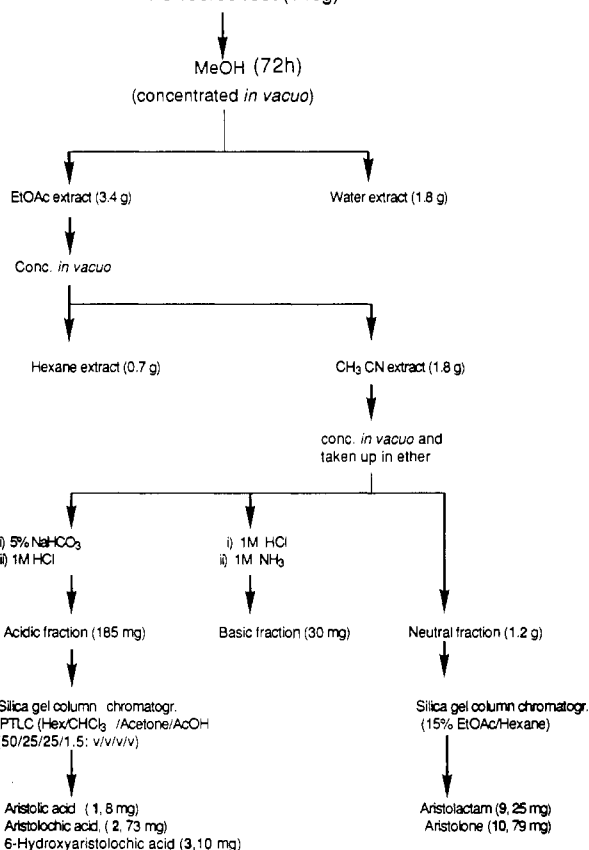 MeOH (72h)
(concentrated in vacuo)
EtOAc extract (3.4 g)
Water extract (1.8 g)
Conc. in vacuo
Hexane extract (0.7 g)
CH3 CN extract (1.8 g)
conc. in vacuo and
taken up in ether
i) 5% NaHCO3
ii) 1M HCl
i) 1M HCl
ii) 1M NH3
Acidic fraction (185 mg)
Basic fraction (30 mg)
Neutral fraction (1.2 g)
Silica gel column chromatogr.
PTLC (Hex/CHCl3 /Acetone/AcOH
(50/25/25/1.5: v/v/v/v)
Silica gel column chromatogr.
(15% EtOAc/Hexane)
Aristolic acid ( 1, 8 mg)
Aristolochic acid, ( 2, 73 mg)
6-Hydroxyaristolochic acid (3,10 mg)
Aristolactam (9, 25 mg)
Aristolone (10, 79 mg)